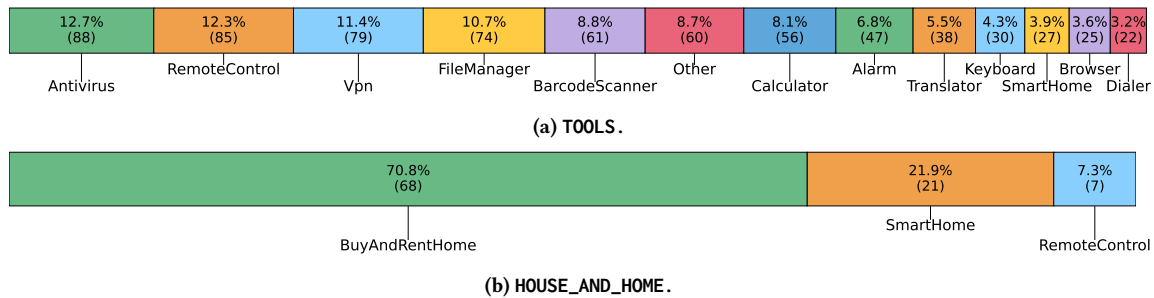 12.7% 12.3% 11.4% 10.7% 8.8% 8.7% 8.1% 6.8% 5.5% 4.3% 3.9% 3.6% 3.2%
(88) (85) (79) (74) (61) (60) (56) (47) (38) (30) (27) (25) (22)
RemoteControl FileManager Other Alarm Keyboard Browser
Antivirus Vpn BarcodeScanner Calculator Translator SmartHome Dialer
(a) TOOLS.
70.8% 21.9% 7.3%
(68) (21) (7)
SmartHome
BuyAndRentHome RemoteControl
(b) HOUSE_AND_HOME.